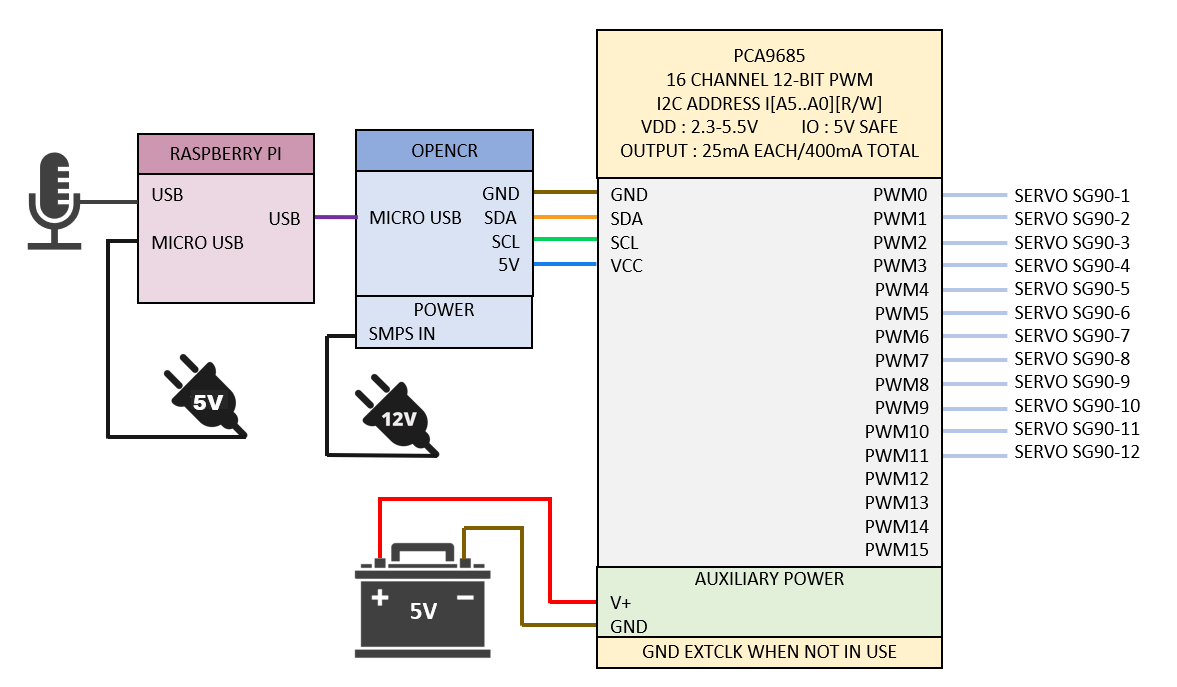 PCA9685
16 CHANNEL 12-BIT PWM
I2C ADDRESS I[A5..A0][R/W]
VDD : 2.3-5.5V IO : 5V SAFE
OUTPUT : 25mA EACH/400mA TOTAL
RASPBERRY PI
USB
USB
MICRO USB
5V
OPENCR
GND
MICRO USB SDA
SCL
5V
POWER
SMPS IN
12V
GND
SDA
SCL
VCC
PWM0
PWM1
PWM2
PWM3
PWM4
PWM5
PWM6
PWM7
PWM8
PWM9
PWM10
PWM11
PWM12
PWM13
PWM14
PWM15
SERVO SG90-1
SERVO SG90-2
SERVO SG90-3
SERVO SG90-4
SERVO SG90-5
SERVO SG90-6
SERVO SG90-7
SERVO SG90-8
SERVO SG90-9
SERVO SG90-10
SERVO SG90-11
SERVO SG90-12
+ 5V −
AUXILIARY POWER
V+
GND
GND EXTCLK WHEN NOT IN USE